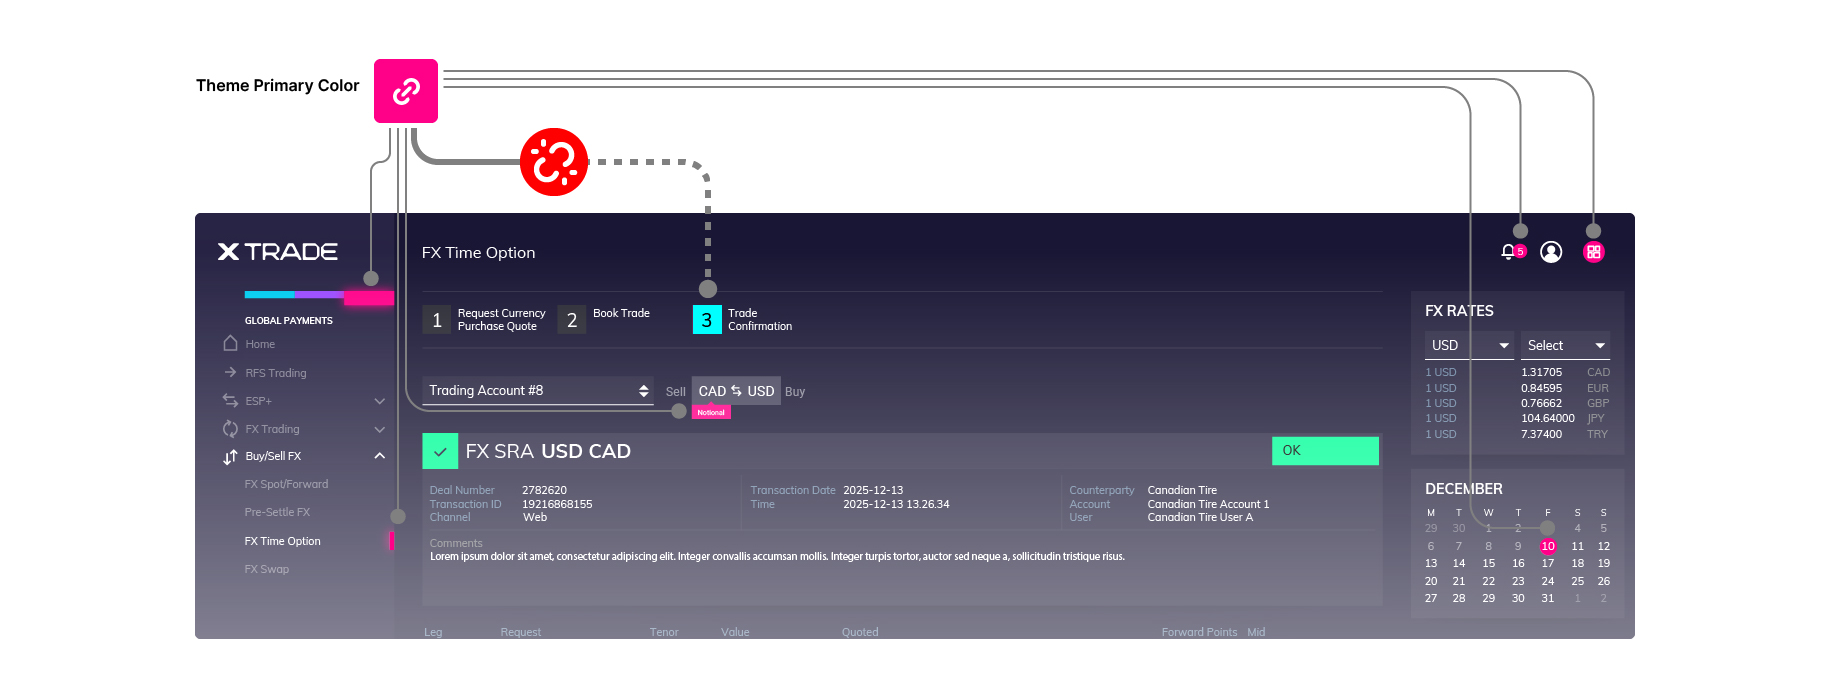 Theme Primary Color
X TRADE
FX Time Option
5
GLOBAL PAYMENTS
Home
RFS Trading
ESP+
FX Trading
Buy/Sell FX
FX Spot/Forward
Pre-Settle FX
FX Time Option
FX Swap
1 Request Currency
Purchase Quote
2 Book Trade
3 Trade
Confirmation
Trading Account #8
Sell CAD USD Buy
Notional
FX SRA USD CAD
OK
Deal Number 2782620
Transaction ID 19216868155
Channel Web
Transaction Date 2025-12-13
Time 2025-12-13 13.26.34
Counterparty Canadian Tire
Account Canadian Tire Account 1
User Canadian Tire User A
Comments
Lorem ipsum dolor sit amet, consectetur adipiscing elit. Integer convallis accumsan mollis. Integer turpis tortor, auctor sed neque a, sollicitudin tristique risus.
Leg Request Tenor Value Quoted Forward Points Mid
FX RATES
USD Select
1 USD 1.31705 CAD
1 USD 0.84595 EUR
1 USD 0.76662 GBP
1 USD 104.64000 JPY
1 USD 7.37400 TRY
DECEMBER
M T W T F S S
29 30 1 2 4 5
6 7 8 9 10 11 12
13 14 15 16 17 18 19
20 21 22 23 24 25 26
27 28 29 30 31 1 2